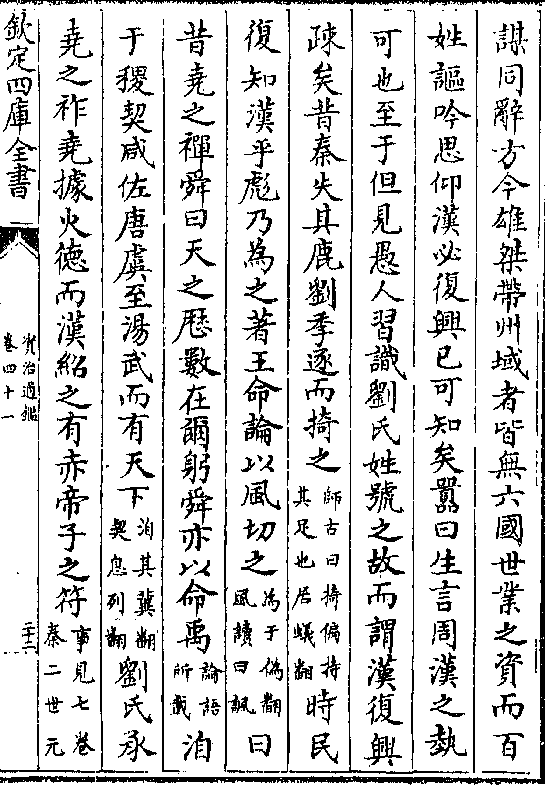 謀同辭方今雄桀帶州域者皆無六國世業之資而百
姓謳吟思仰漢必復興已可知矣囂曰生言周漢之埶
可也至于但見愚人習識劉氏姓號之故而謂漢復興
疎矣昔秦失其鹿劉季逐而掎之師古曰掎偏持其足也居蟻翻時民
復知漢乎彪乃為之著王命論以風切之為于偽翻風讀曰諷曰
昔堯之禪舜曰天之厯數在爾躬舜亦以命禹論語所載洎
于稷契咸佐唐虞至湯武而有天下洎其冀翻契息列翻劉氏承
堯之祚堯據火徳而漢紹之有赤帝子之符事見七卷秦二世元
欽定四庫全書
資治通鑑
卷四十一
二十二